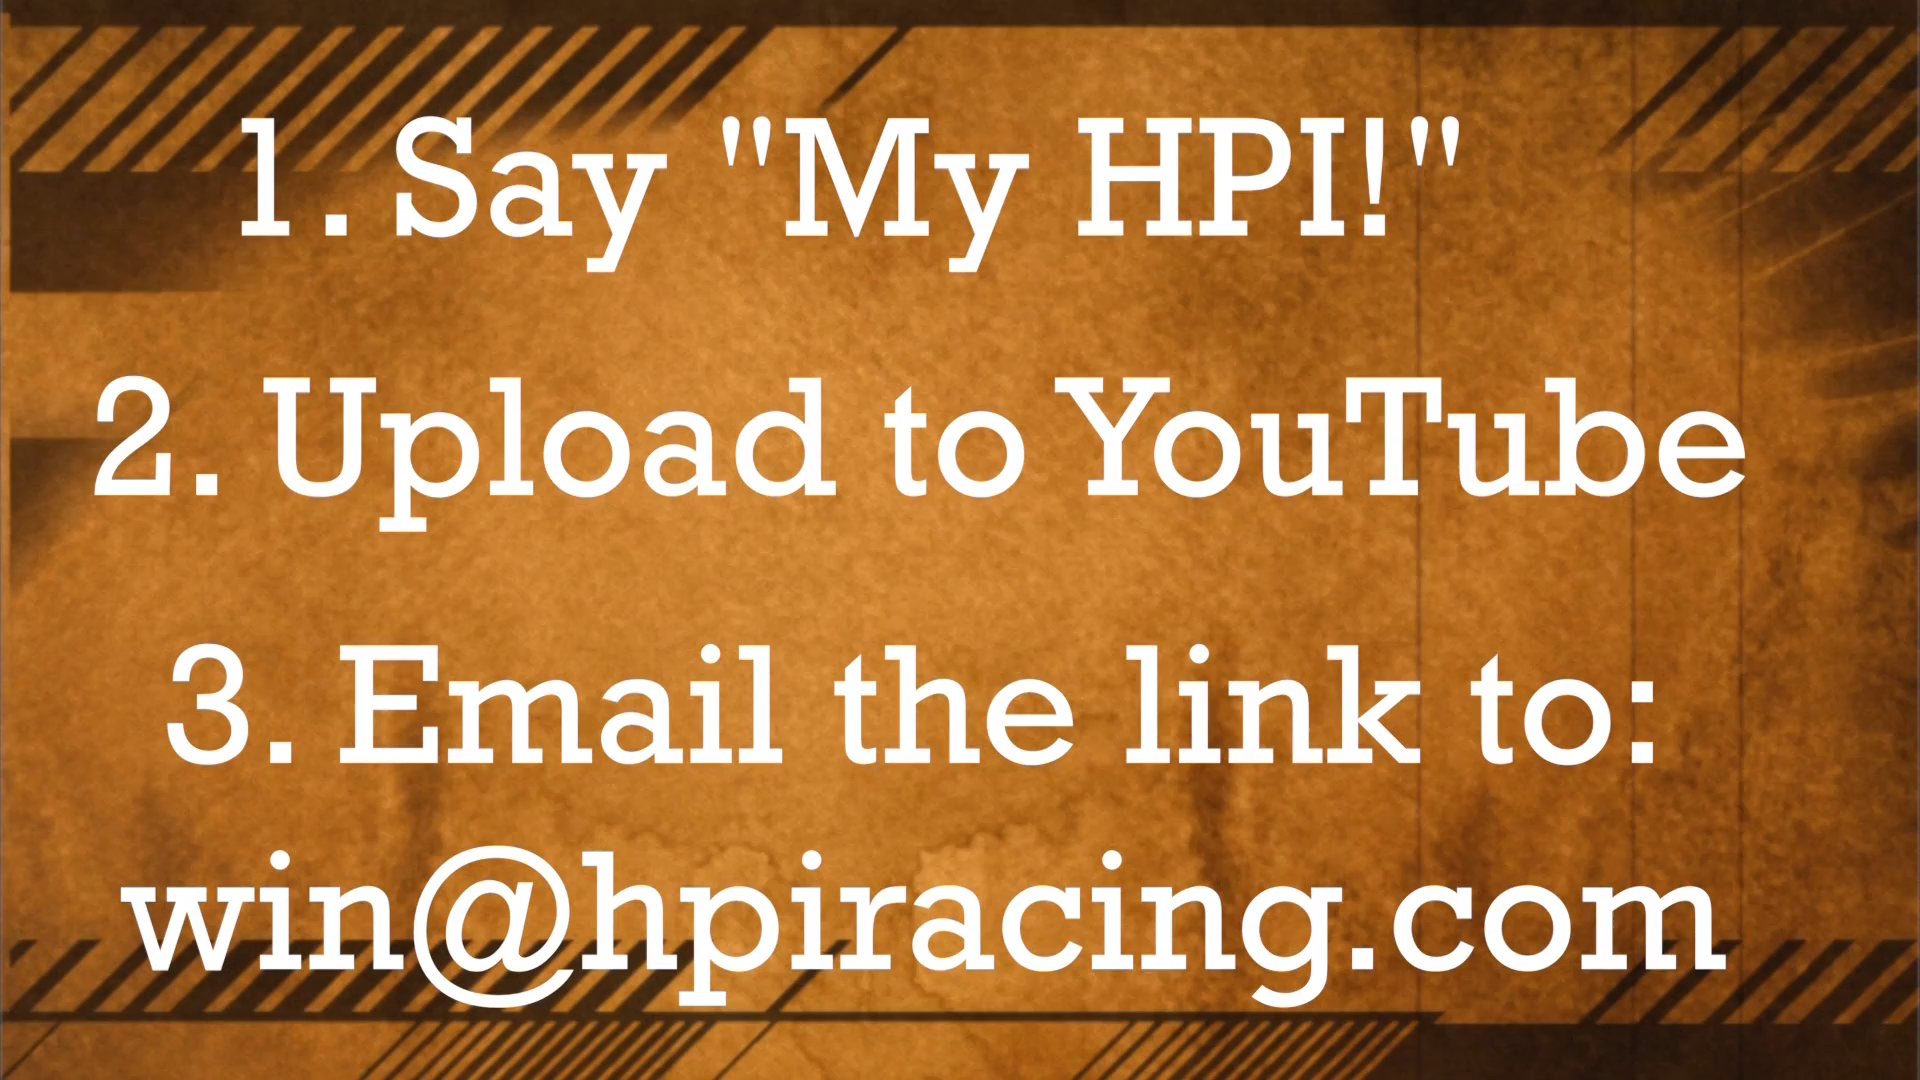 1. Say "My HPI!"
2. Upload to YouTube
3. Email the link to:
win@hpiracing.com